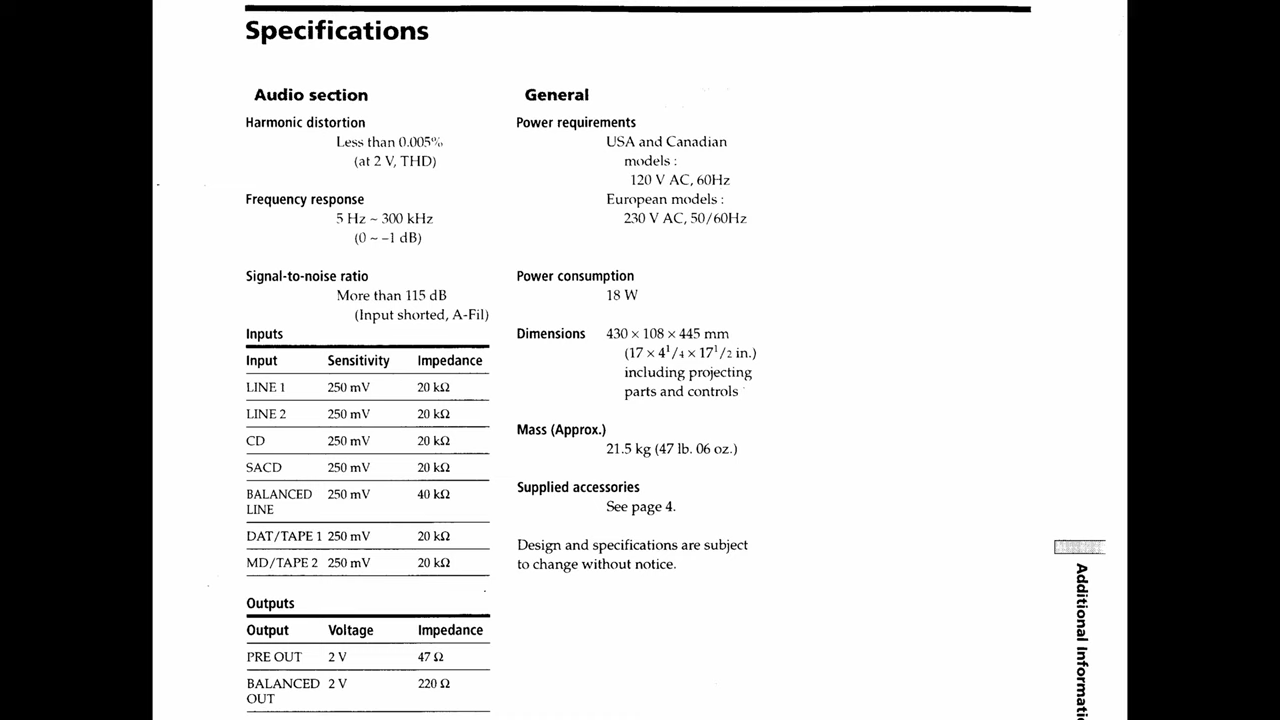 Specifications
Audio section
Harmonic distortion
Less than 0.005%
(at 2 V, THD)
Frequency response
5 Hz ~ 300 kHz
(0 ~ –1 dB)
Signal-to-noise ratio
More than 115 dB
(Input shorted, A-Fil)
Inputs
Input Sensitivity Impedance
LINE 1 250 mV 20 kΩ
LINE 2 250 mV 20 kΩ
CD 250 mV 20 kΩ
SACD 250 mV 20 kΩ
BALANCED 250 mV 40 kΩ
LINE
DAT/TAPE 1 250 mV 20 kΩ
MD/TAPE 2 250 mV 20 kΩ
Outputs
Output Voltage Impedance
PRE OUT 2 V 47 Ω
BALANCED 2 V 220 Ω
OUT
General
Power requirements
USA and Canadian
models :
120 V AC, 60Hz
European models :
230 V AC, 50/60Hz
Power consumption
18 W
Dimensions 430 × 108 × 445 mm
(17 × 4¹/₄ × 17¹/₂ in.)
including projecting
parts and controls
Mass (Approx.)
21.5 kg (47 lb. 06 oz.)
Supplied accessories
See page 4.
Design and specifications are subject
to change without notice.
Additional Informati